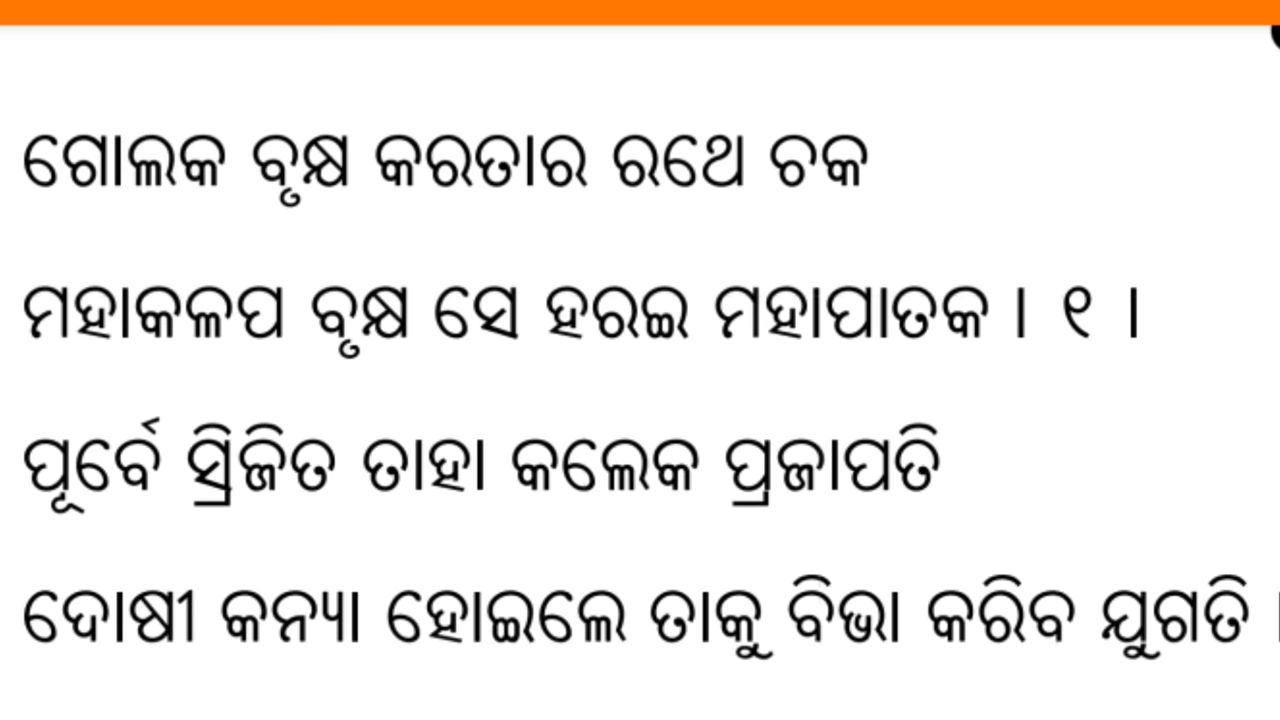 ଗୋଲକ ବୃକ୍ଷ କରତାର ରଥେ ଚକ
ମହାକଳପ ବୃକ୍ଷ ସେ ହରଇ ମହାପାତକ । ୧ ।
ପୂର୍ବେ ସ୍ରିଜିତ ତାହା କଲେକ ପ୍ରଜାପତି
ଦୋଷୀ କନ୍ୟା ହୋଇଲେ ତାକୁ ବିଭା କରିବ ଯୁଗତି ।